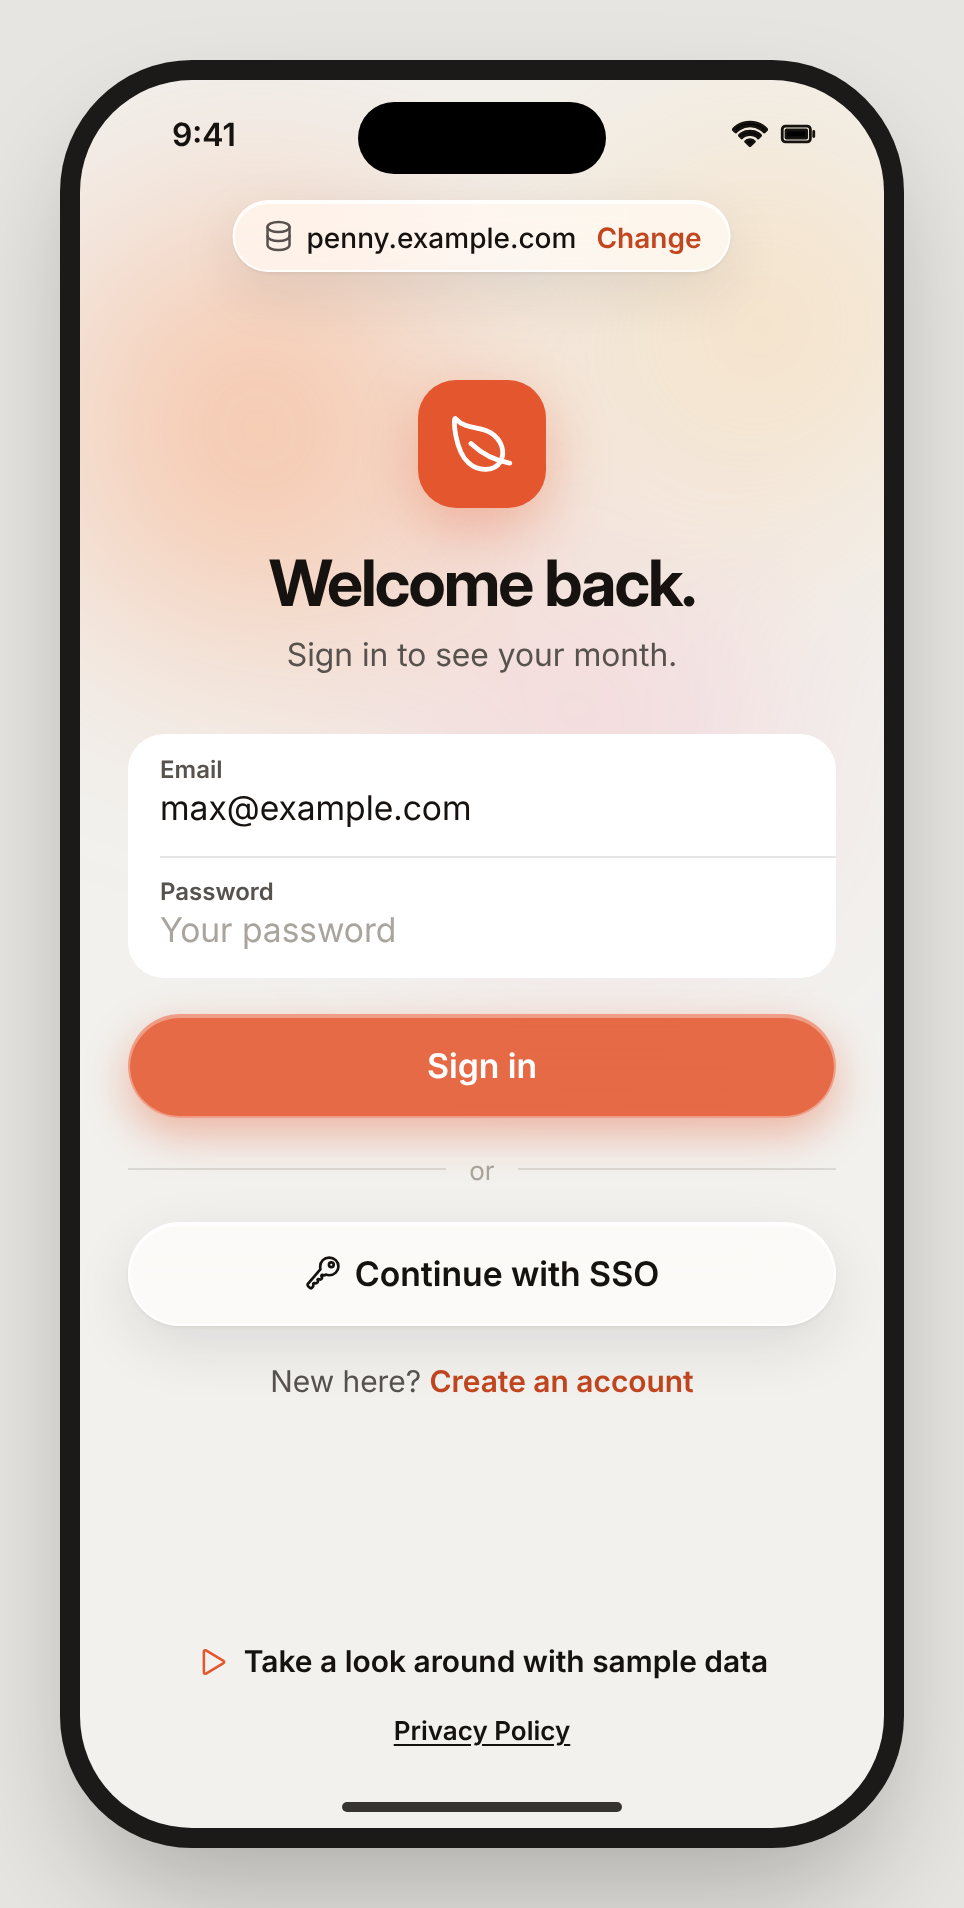 9:41
penny.example.com Change
Welcome back.
Sign in to see your month.
Email
max@example.com
Password
Your password
Sign in
or
Continue with SSO
New here? Create an account
Take a look around with sample data
Privacy Policy